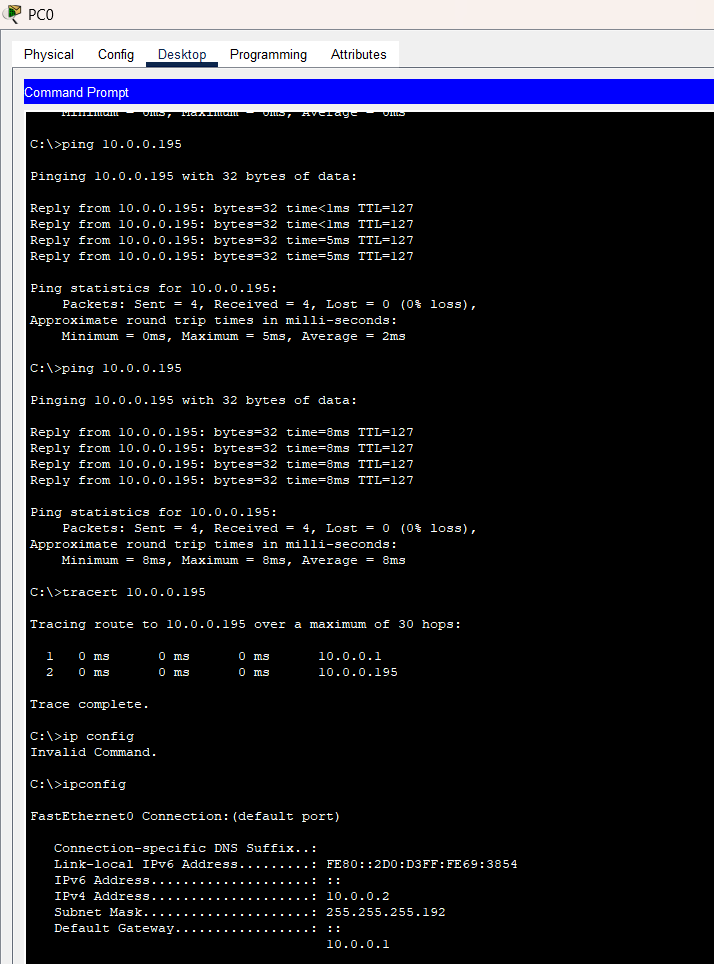 PC0
Physical Config Desktop Programming Attributes
Command Prompt
Minimum = 0ms, Maximum = 0ms, Average = 0ms
C:\>ping 10.0.0.195
Pinging 10.0.0.195 with 32 bytes of data:
Reply from 10.0.0.195: bytes=32 time<1ms TTL=127
Reply from 10.0.0.195: bytes=32 time<1ms TTL=127
Reply from 10.0.0.195: bytes=32 time=5ms TTL=127
Reply from 10.0.0.195: bytes=32 time=5ms TTL=127
Ping statistics for 10.0.0.195:
Packets: Sent = 4, Received = 4, Lost = 0 (0% loss),
Approximate round trip times in milli-seconds:
Minimum = 0ms, Maximum = 5ms, Average = 2ms
C:\>ping 10.0.0.195
Pinging 10.0.0.195 with 32 bytes of data:
Reply from 10.0.0.195: bytes=32 time=8ms TTL=127
Reply from 10.0.0.195: bytes=32 time=8ms TTL=127
Reply from 10.0.0.195: bytes=32 time=8ms TTL=127
Reply from 10.0.0.195: bytes=32 time=8ms TTL=127
Ping statistics for 10.0.0.195:
Packets: Sent = 4, Received = 4, Lost = 0 (0% loss),
Approximate round trip times in milli-seconds:
Minimum = 8ms, Maximum = 8ms, Average = 8ms
C:\>tracert 10.0.0.195
Tracing route to 10.0.0.195 over a maximum of 30 hops:
1 0 ms 0 ms 0 ms 10.0.0.1
2 0 ms 0 ms 0 ms 10.0.0.195
Trace complete.
C:\>ip config
Invalid Command.
C:\>ipconfig
FastEthernet0 Connection:(default port)
Connection-specific DNS Suffix..:
Link-local IPv6 Address.........: FE80::2D0:D3FF:FE69:3854
IPv6 Address....................: ::
IPv4 Address....................: 10.0.0.2
Subnet Mask.....................: 255.255.255.192
Default Gateway.................: ::
10.0.0.1